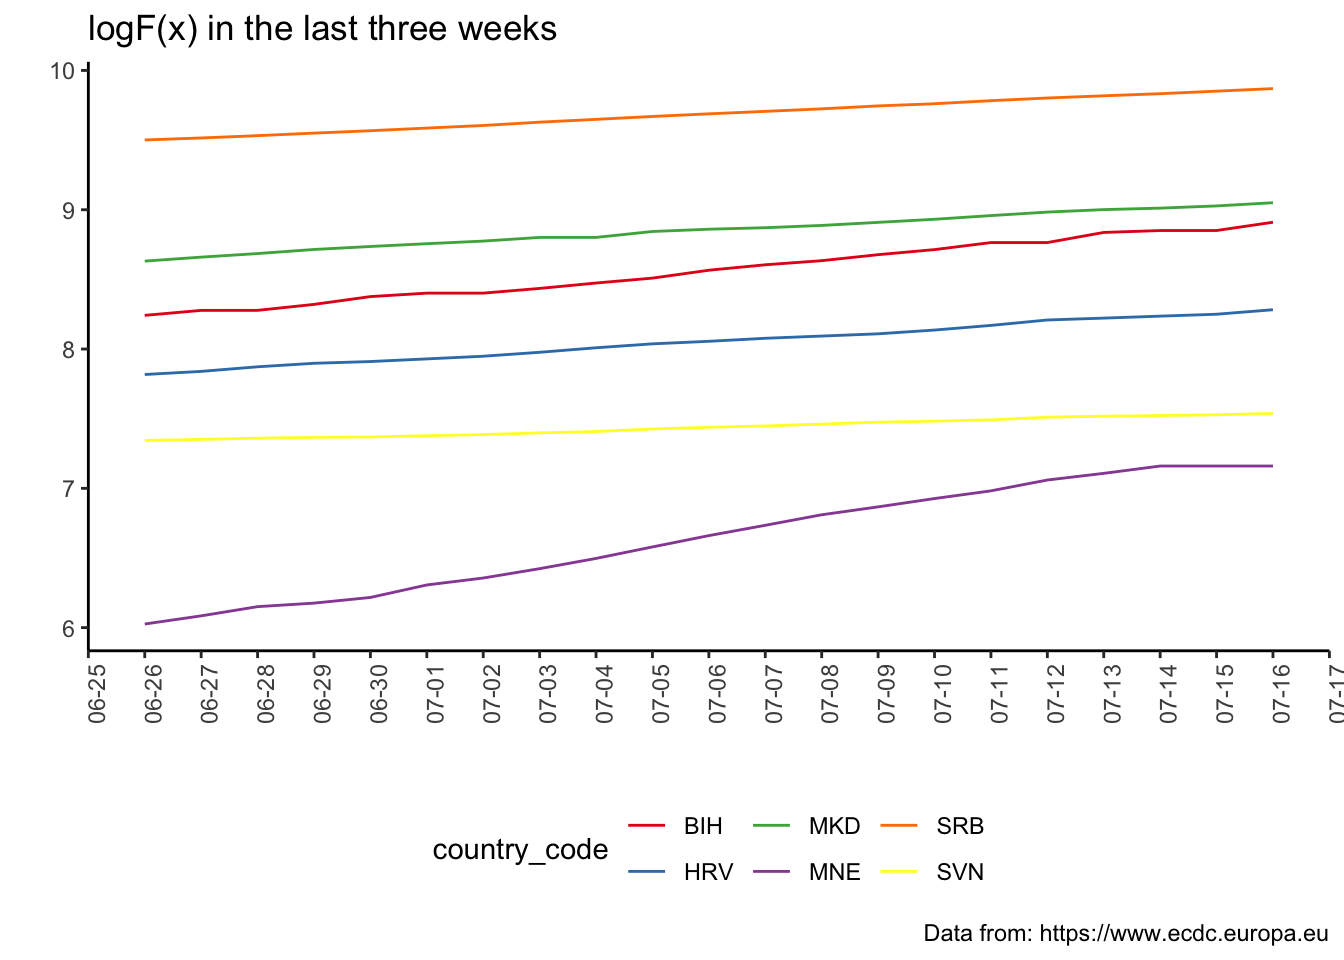 logF(x) in the last three weeks
10
9
8
7
6
06-25 06-26 06-27 06-28 06-29 06-30 07-01 07-02 07-03 07-04 07-05 07-06 07-07 07-08 07-09 07-10 07-11 07-12 07-13 07-14 07-15 07-16 07-17
country_code
BIH MKD SRB
HRV MNE SVN
Data from: https://www.ecdc.europa.eu